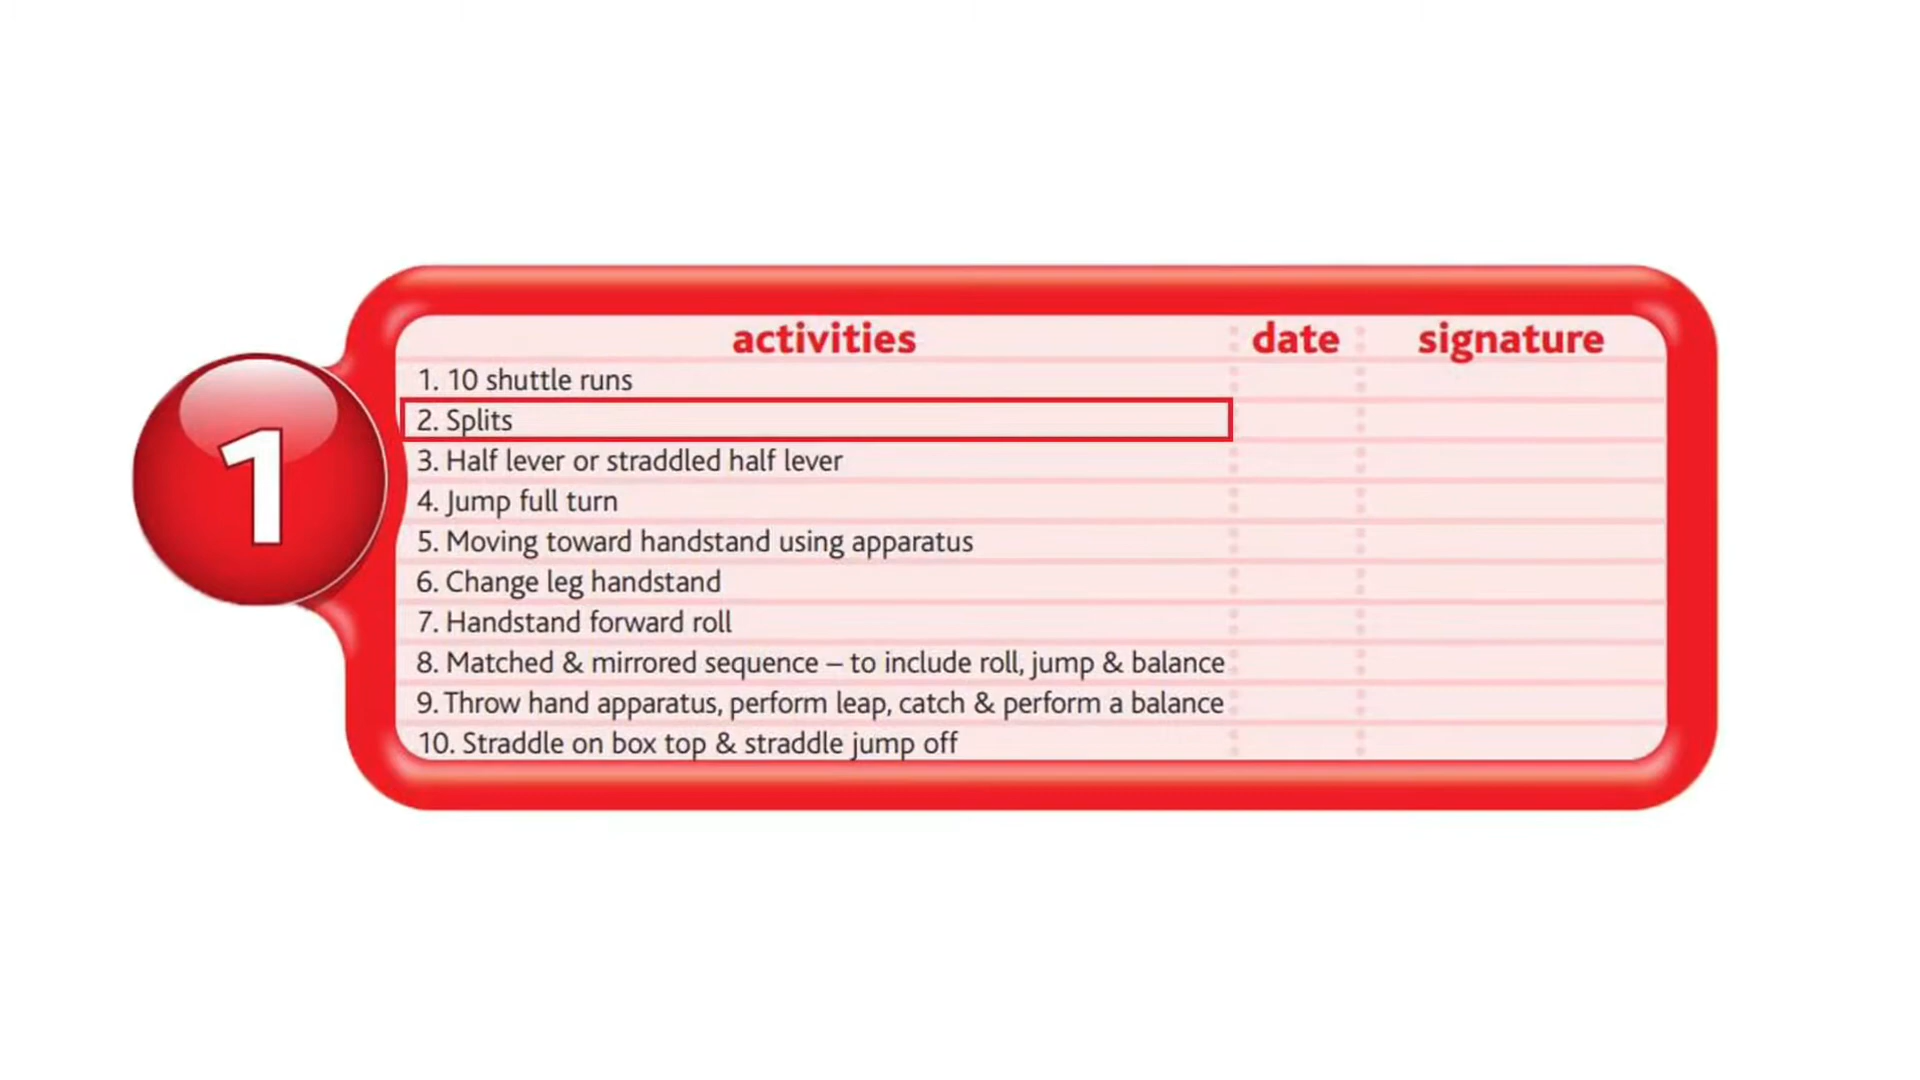 activities date signature
1
1. 10 shuttle runs
2. Splits
3. Half lever or straddled half lever
4. Jump full turn
5. Moving toward handstand using apparatus
6. Change leg handstand
7. Handstand forward roll
8. Matched & mirrored sequence – to include roll, jump & balance
9. Throw hand apparatus, perform leap, catch & perform a balance
10. Straddle on box top & straddle jump off